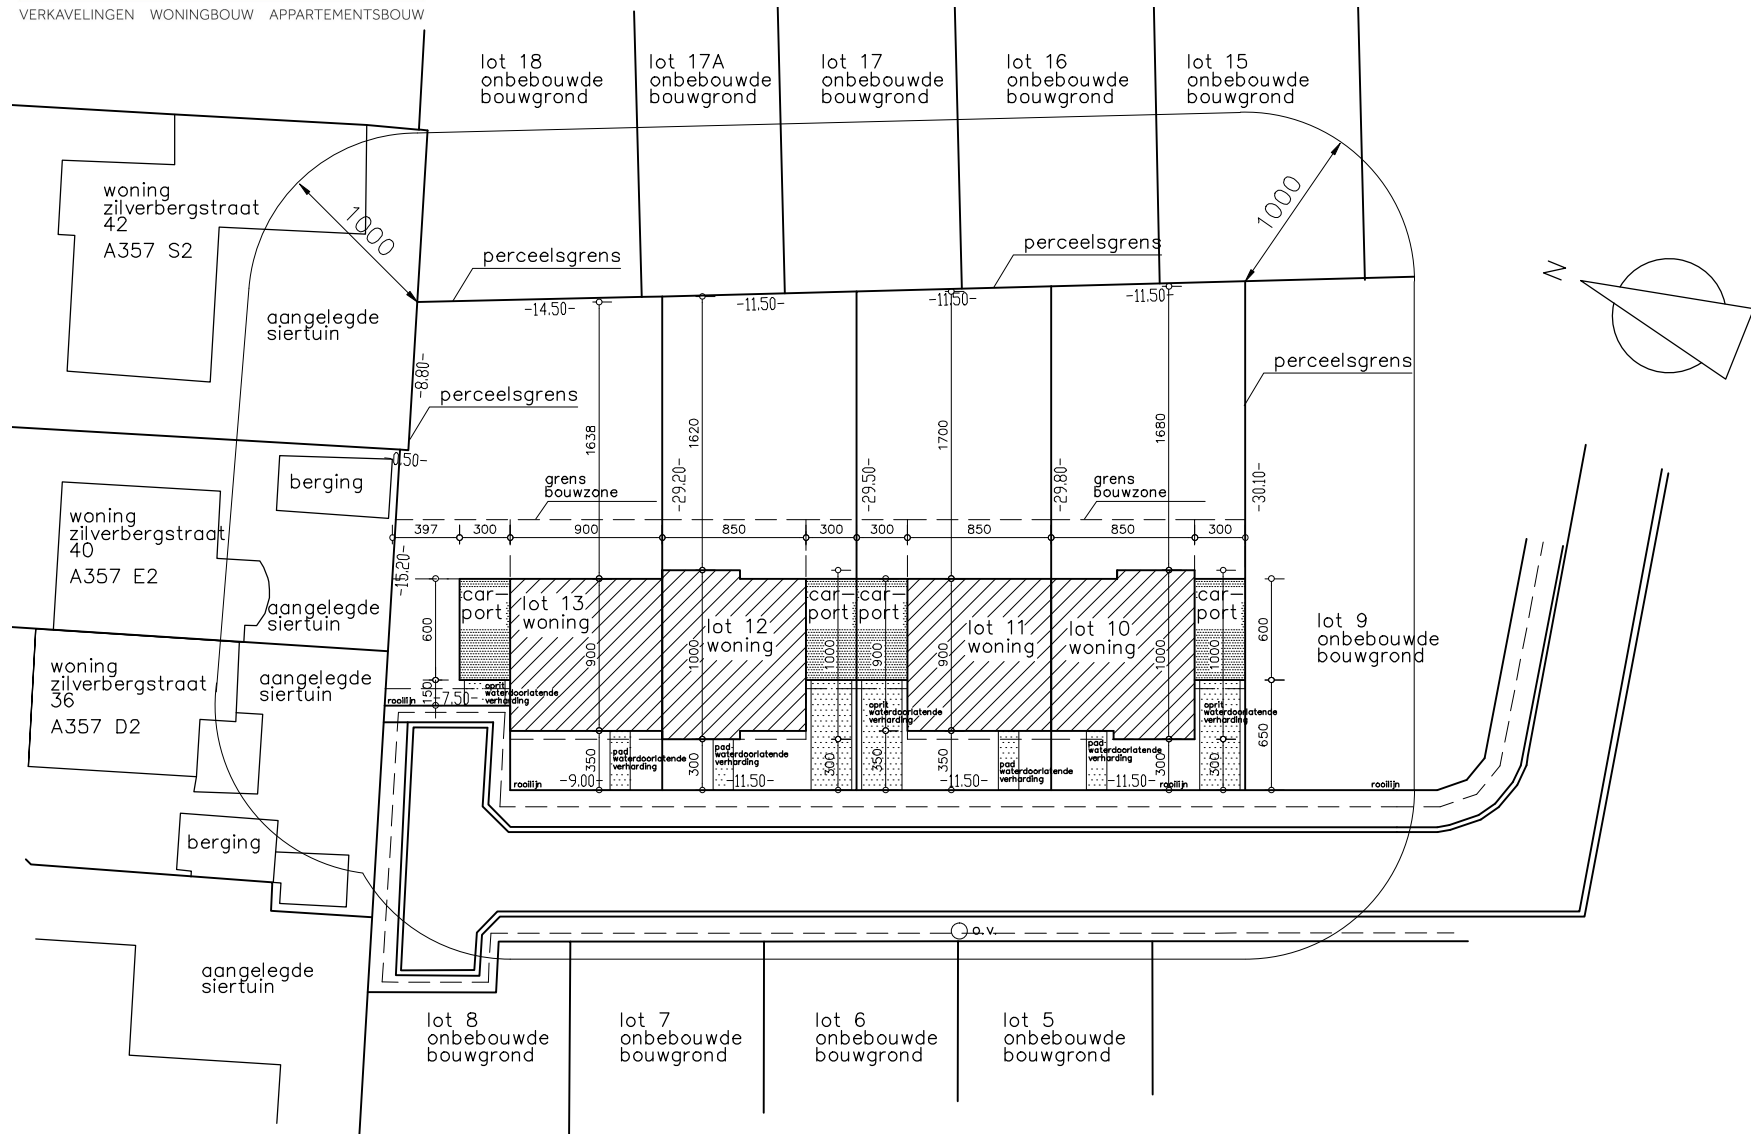 VERKAVELINGEN WONINGBOUW APPARTEMENTSBOUW
lot 18
onbebouwde
bouwgrond
lot 17A
onbebouwde
bouwgrond
lot 17
onbebouwde
bouwgrond
lot 16
onbebouwde
bouwgrond
lot 15
onbebouwde
bouwgrond
woning
zilverbergstraat
42
A357 S2
1000
1000
perceelsgrens
perceelsgrens
N
aangelegde
siertuin
-14.50-
-11.50-
-11.50-
-11.50-
-8.80-
perceelsgrens
perceelsgrens
1638
1620
1700
1680
-0.50-
berging
grens
bouwzone
grens
bouwzone
-29.20-
-29.50-
-29.80-
-30.10-
woning
zilverbergstraat
40
A357 E2
397
300
900
850
300
300
850
850
300
-15.20-
aangelegde
siertuin
600
car-
port
lot 13
woning
lot 12
woning
car-
port
car-
port
lot 11
woning
lot 10
woning
car-
port
600
lot 9
onbebouwde
bouwgrond
900
1000
1000
900
900
1000
1000
woning
zilverbergstraat
36
A357 D2
aangelegde
siertuin
150
rooilijn
-7.50-
oprit
waterdoorlatende
verharding
oprit
waterdoorlatende
verharding
oprit
waterdoorlatende
verharding
650
350
pad
waterdoorlatende
verharding
300
pad
waterdoorlatende
verharding
300
350
350
pad
waterdoorlatende
verharding
pad
waterdoorlatende
verharding
300
300
rooilijn
-9.00-
-11.50-
-11.50-
-11.50-
rooilijn
rooilijn
berging
o.v.
aangelegde
siertuin
lot 8
onbebouwde
bouwgrond
lot 7
onbebouwde
bouwgrond
lot 6
onbebouwde
bouwgrond
lot 5
onbebouwde
bouwgrond